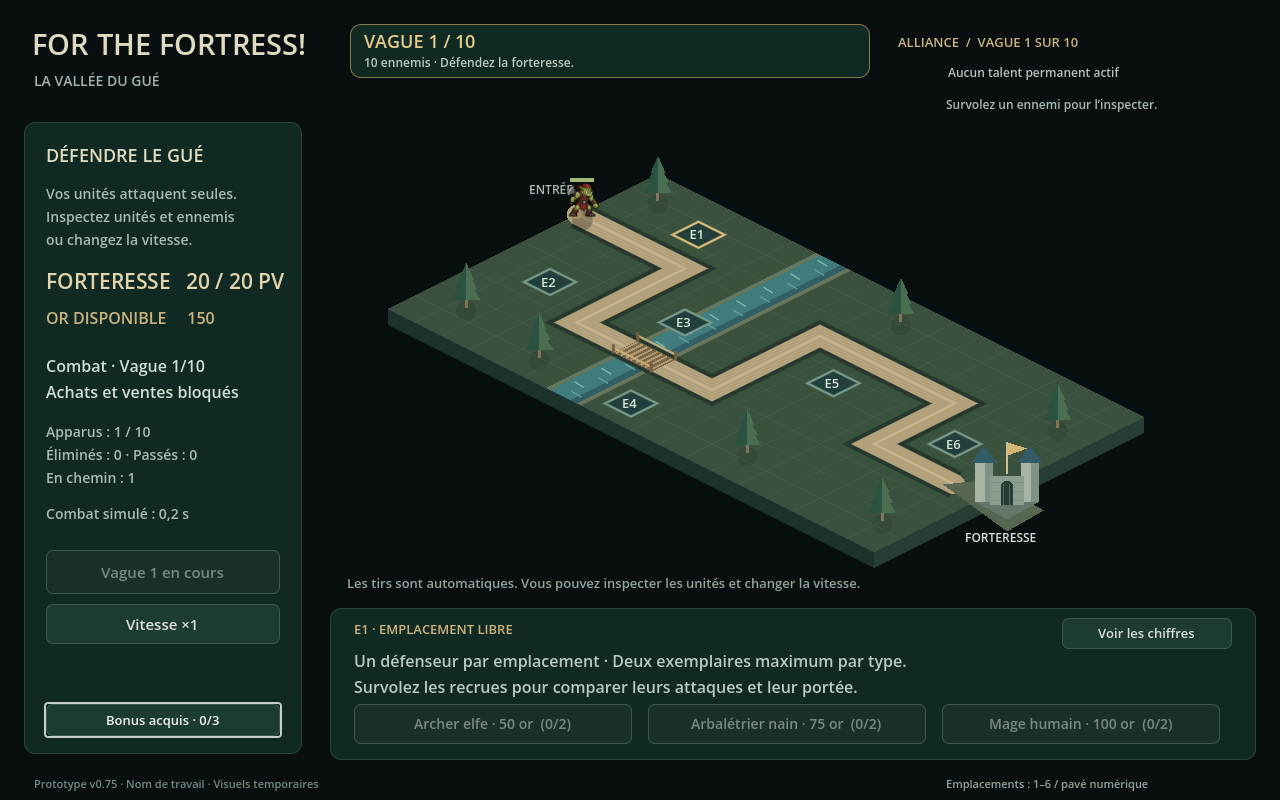 FOR THE FORTRESS!
LA VALLÉE DU GUÉ
VAGUE 1 / 10
10 ennemis · Défendez la forteresse.
ALLIANCE / VAGUE 1 SUR 10
Aucun talent permanent actif
Survolez un ennemi pour l’inspecter.
DÉFENDRE LE GUÉ
Vos unités attaquent seules.
Inspectez unités et ennemis
ou changez la vitesse.
FORTERESSE 20 / 20 PV
OR DISPONIBLE 150
Combat · Vague 1/10
Achats et ventes bloqués
Apparus : 1 / 10
Éliminés : 0 · Passés : 0
En chemin : 1
Combat simulé : 0,2 s
Vague 1 en cours
Vitesse ×1
Bonus acquis · 0/3
ENTRÉE
E1
E2
E3
E4
E5
E6
FORTERESSE
Les tirs sont automatiques. Vous pouvez inspecter les unités et changer la vitesse.
E1 · EMPLACEMENT LIBRE
Voir les chiffres
Un défenseur par emplacement · Deux exemplaires maximum par type.
Survolez les recrues pour comparer leurs attaques et leur portée.
Archer elfe · 50 or (0/2)
Arbalétrier nain · 75 or (0/2)
Mage humain · 100 or (0/2)
Prototype v0.75 · Nom de travail · Visuels temporaires
Emplacements : 1–6 / pavé numérique